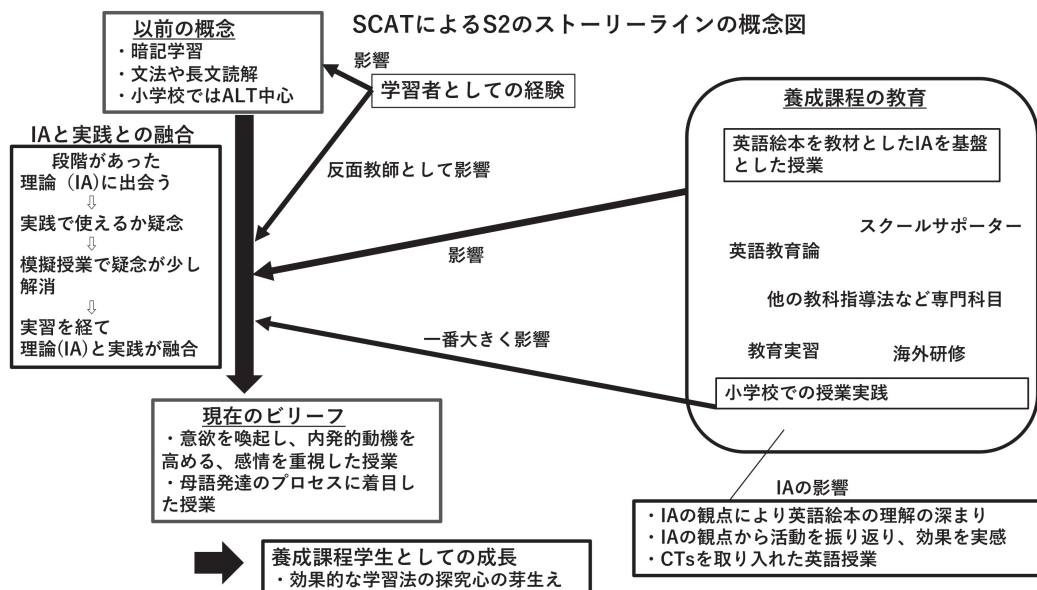 SCATによるS2のストーリーラインの概念図
以前の概念
・暗記学習
・文法や長文読解
・小学校ではALT中心
影響
学習者としての経験
反面教師として影響
IAと実践との融合
段階があった
理論（IA)に出会う
⇩
実践で使えるか疑念
⇩
模擬授業で疑念が少し
解消
⇩
実習を経て
理論(IA)と実践が融合
影響
一番大きく影響
養成課程の教育
英語絵本を教材としたIAを基盤
とした授業
スクールサポーター
英語教育論
他の教科指導法など専門科目
教育実習
海外研修
小学校での授業実践
現在のビリーフ
・意欲を喚起し、内発的動機を
高める、感情を重視した授業
・母語発達のプロセスに着目し
た授業
IAの影響
・IAの観点により英語絵本の理解の深まり
・IAの観点から活動を振り返り、効果を実感
・CTsを取り入れた英語授業
養成課程学生としての成長
・効果的な学習法の探究心の芽生え